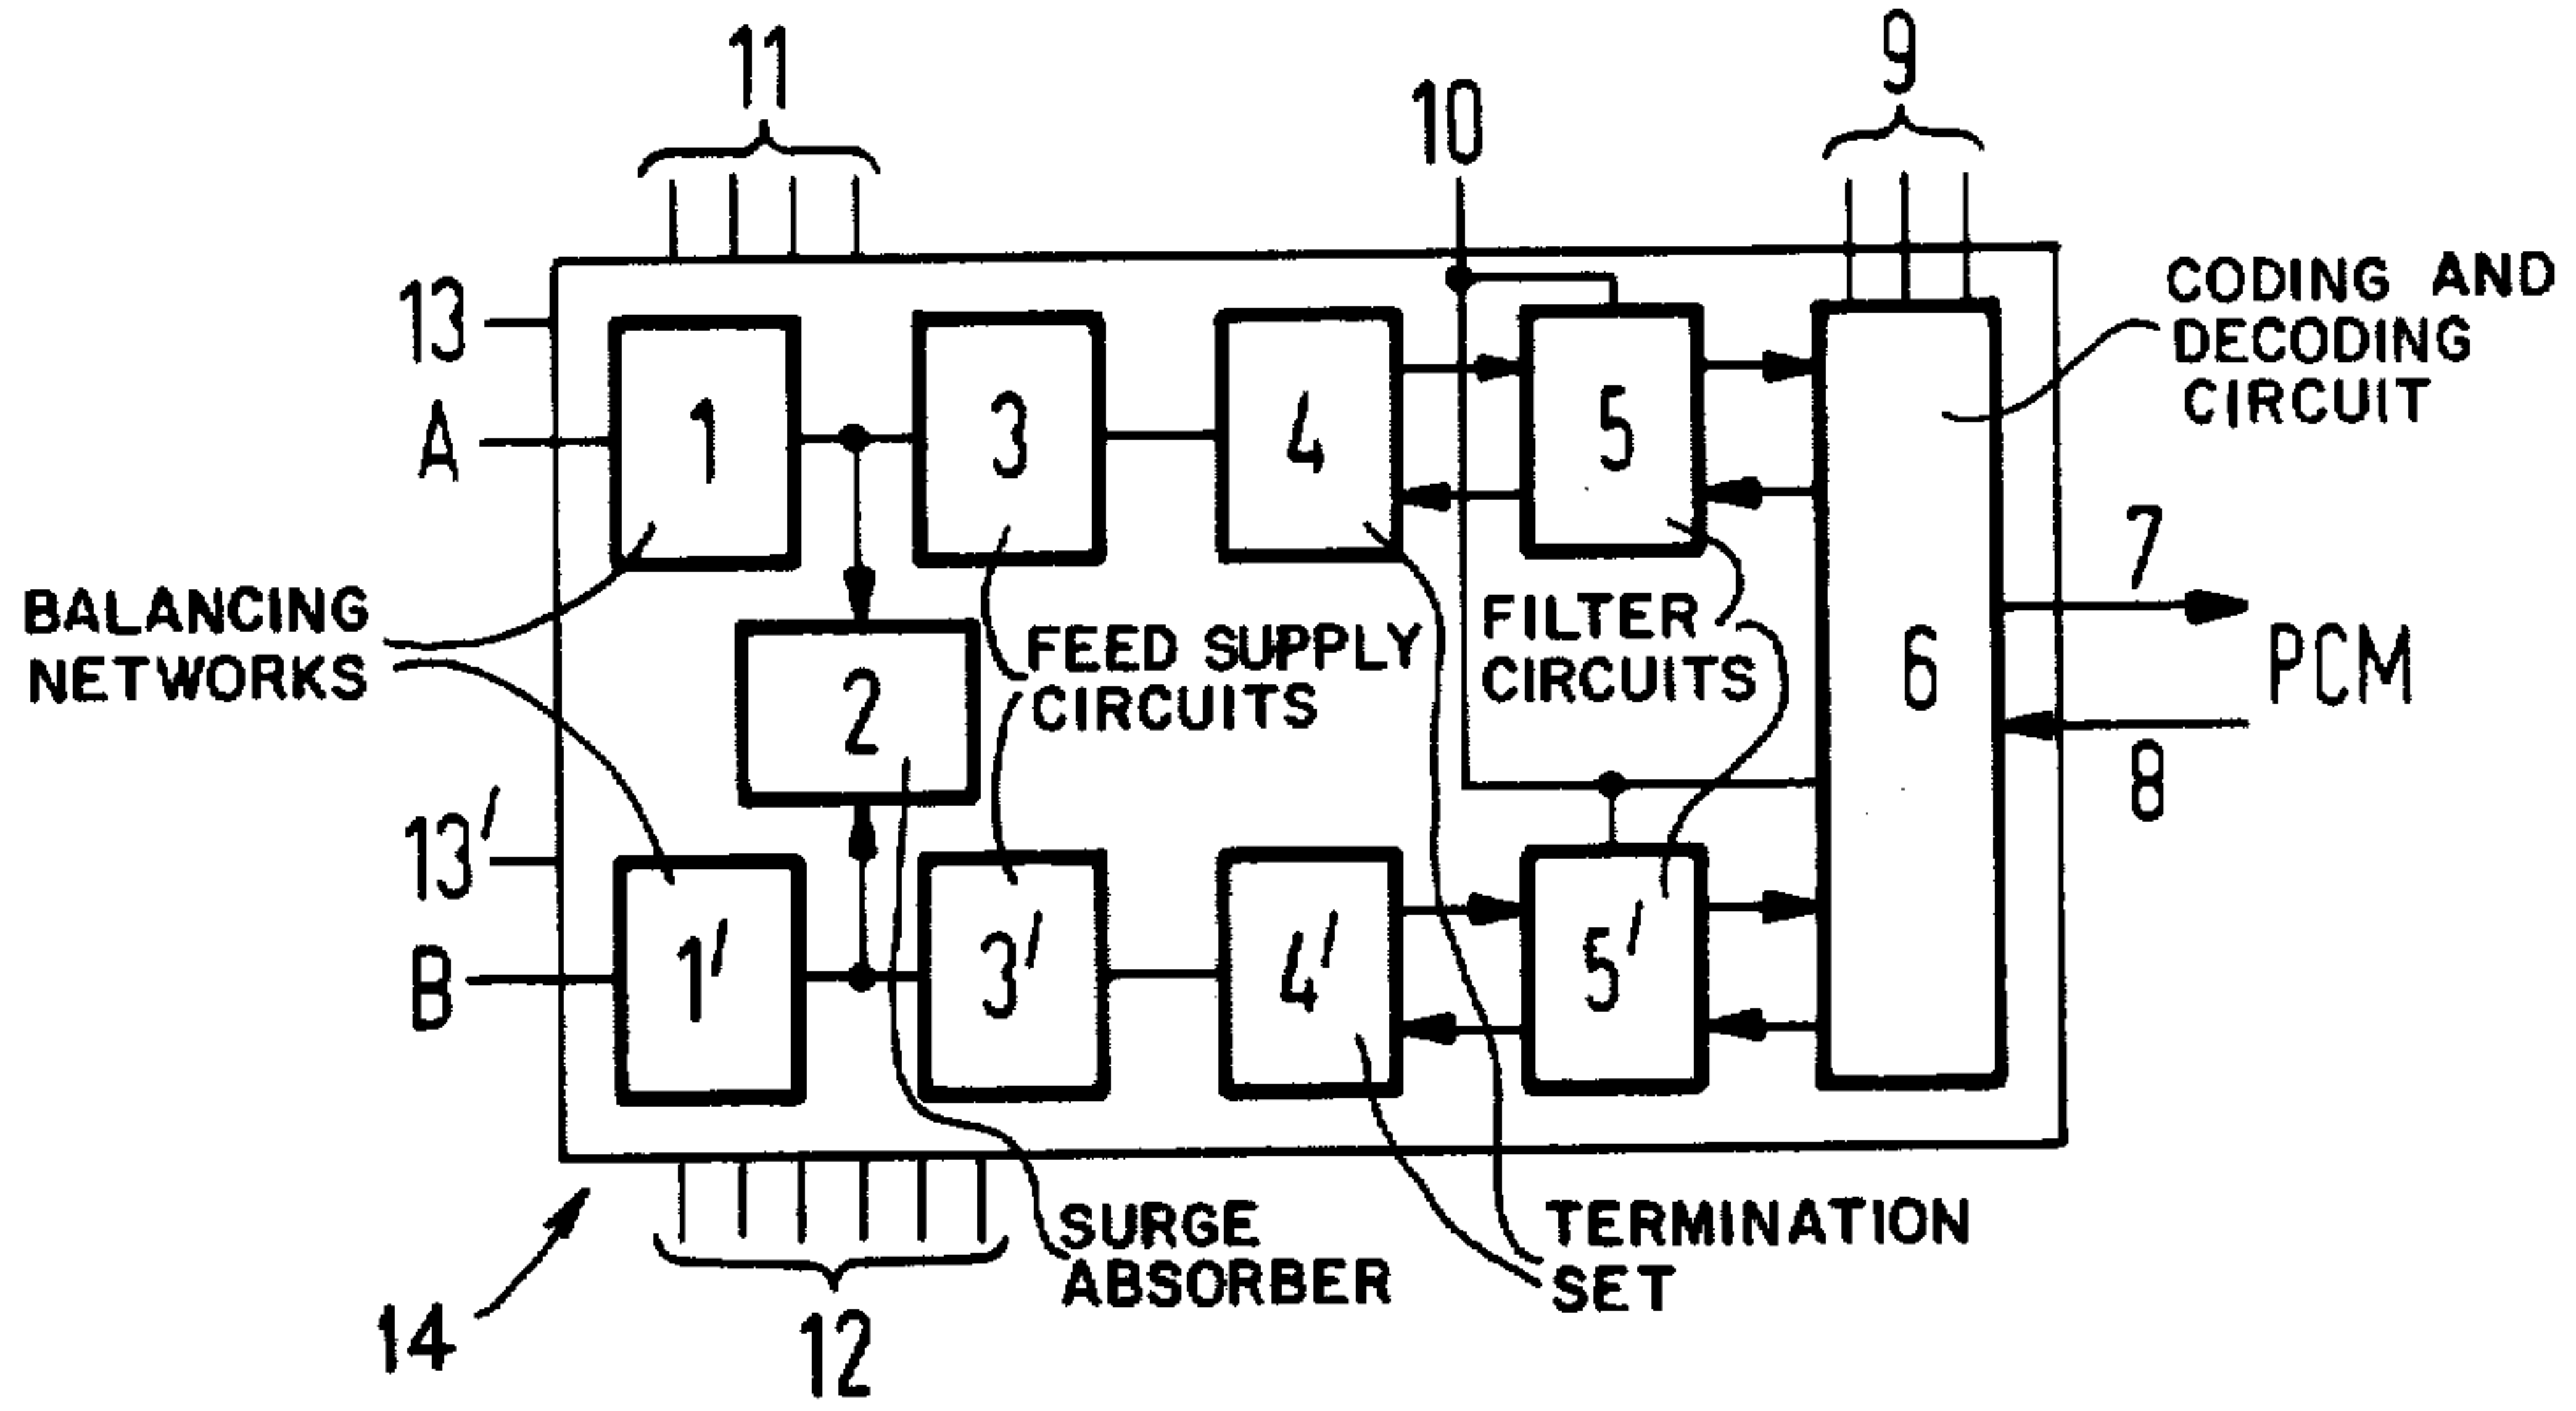 11
9
10
13
A
1
3
4
5
CODING AND
DECODING
CIRCUIT
BALANCING
NETWORKS
2
FEED SUPPLY
CIRCUITS
FILTER
CIRCUITS
6
7
PCM
8
13'
B
1'
3'
4'
5'
SURGE
ABSORBER
TERMINATION
SET
14
12